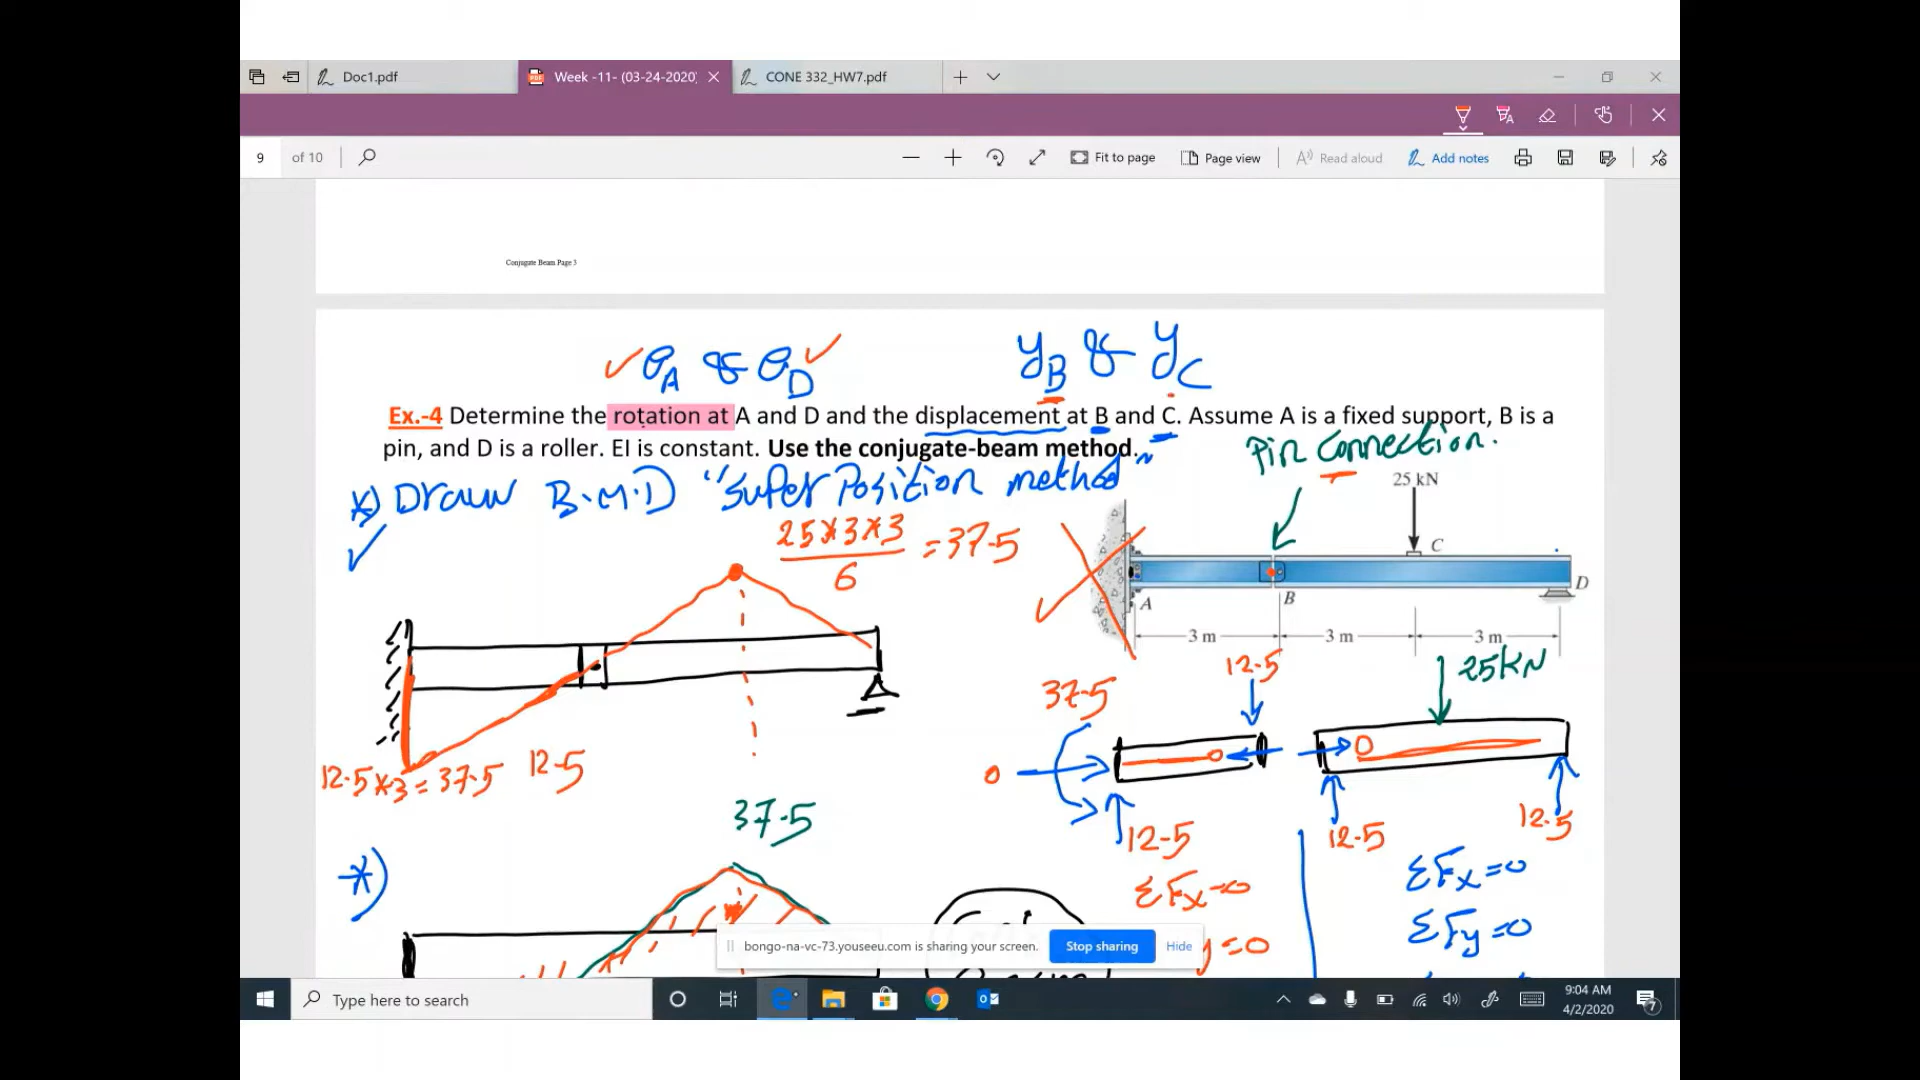 Doc1.pdf
Week -11- (03-24-2020)
CONE 332_HW7.pdf
9 of 10
Fit to page
Page view
Read aloud
Add notes
Conjugate Beam Page 3
θA & θD
yB & yC
Ex.-4 Determine the rotation at A and D and the displacement at B and C. Assume A is a fixed support, B is a
pin, and D is a roller. EI is constant. Use the conjugate-beam method.
Pin Connection.
*) Draw B.M.D "Super Position method"
25 kN
25*3*3
= 37.5
6
C
D
A
B
3 m
3 m
3 m
12.5
25KN
37.5
12.5*3 = 37.5
12.5
0
0
12.5
12.5
12.5
37.5
*)
ΣFx=0
ΣFx=0
ΣFy=0
y=0
bongo-na-vc-73.youseeu.com is sharing your screen.
Stop sharing
Hide
Type here to search
9:04 AM
4/2/2020
7